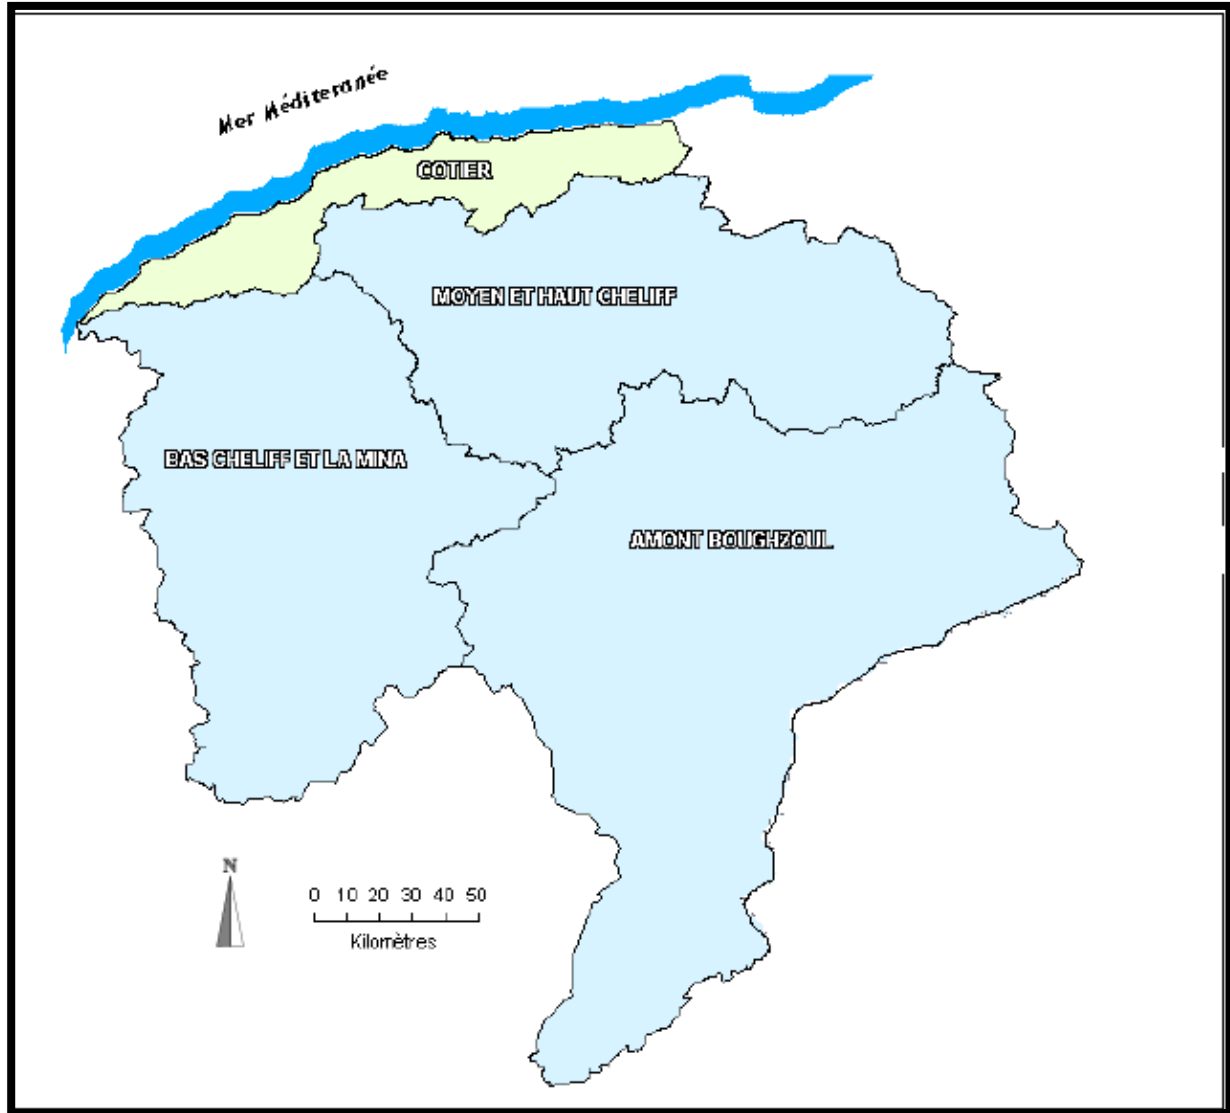 Mer Méditeranée
COTIER
MOYEN ET HAUT CHELIFF
BAS CHELIFF ET LA MINA
AMONT BOUGHZOUL
N
0 10 20 30 40 50
Kilomètres